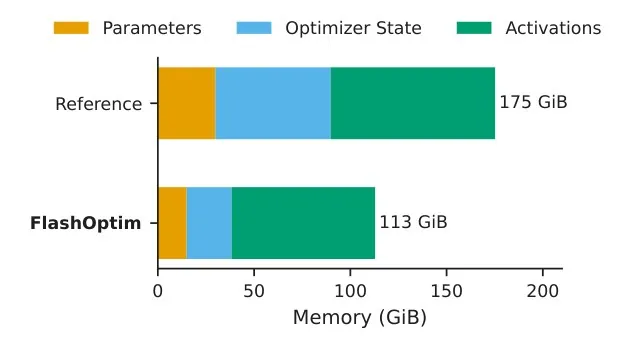 Parameters Optimizer State Activations
Reference 175 GiB
FlashOptim 113 GiB
0 50 100 150 200
Memory (GiB)